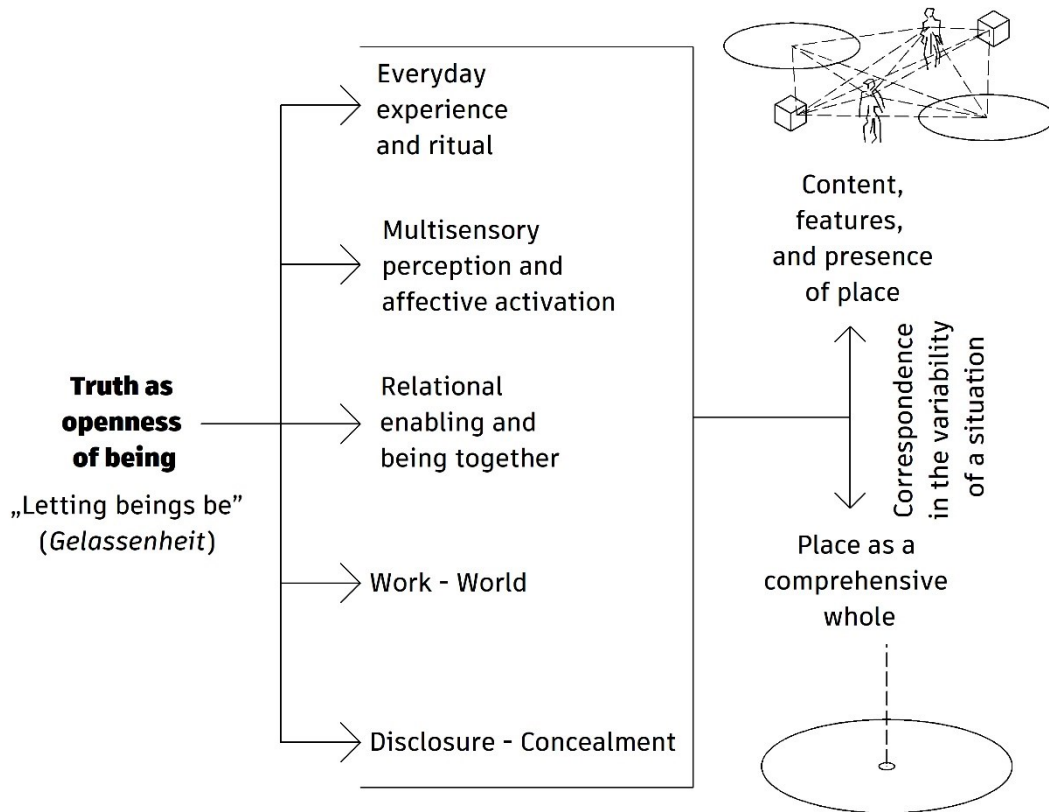 Truth as
openness
of being
„Letting beings be”
(Gelassenheit)
Everyday
experience
and ritual
Multisensory
perception and
affective activation
Relational
enabling and
being together
Work - World
Disclosure - Concealment
Content,
features,
and presence
of place
Correspondence
in the variability
of a situation
Place as a
comprehensive
whole